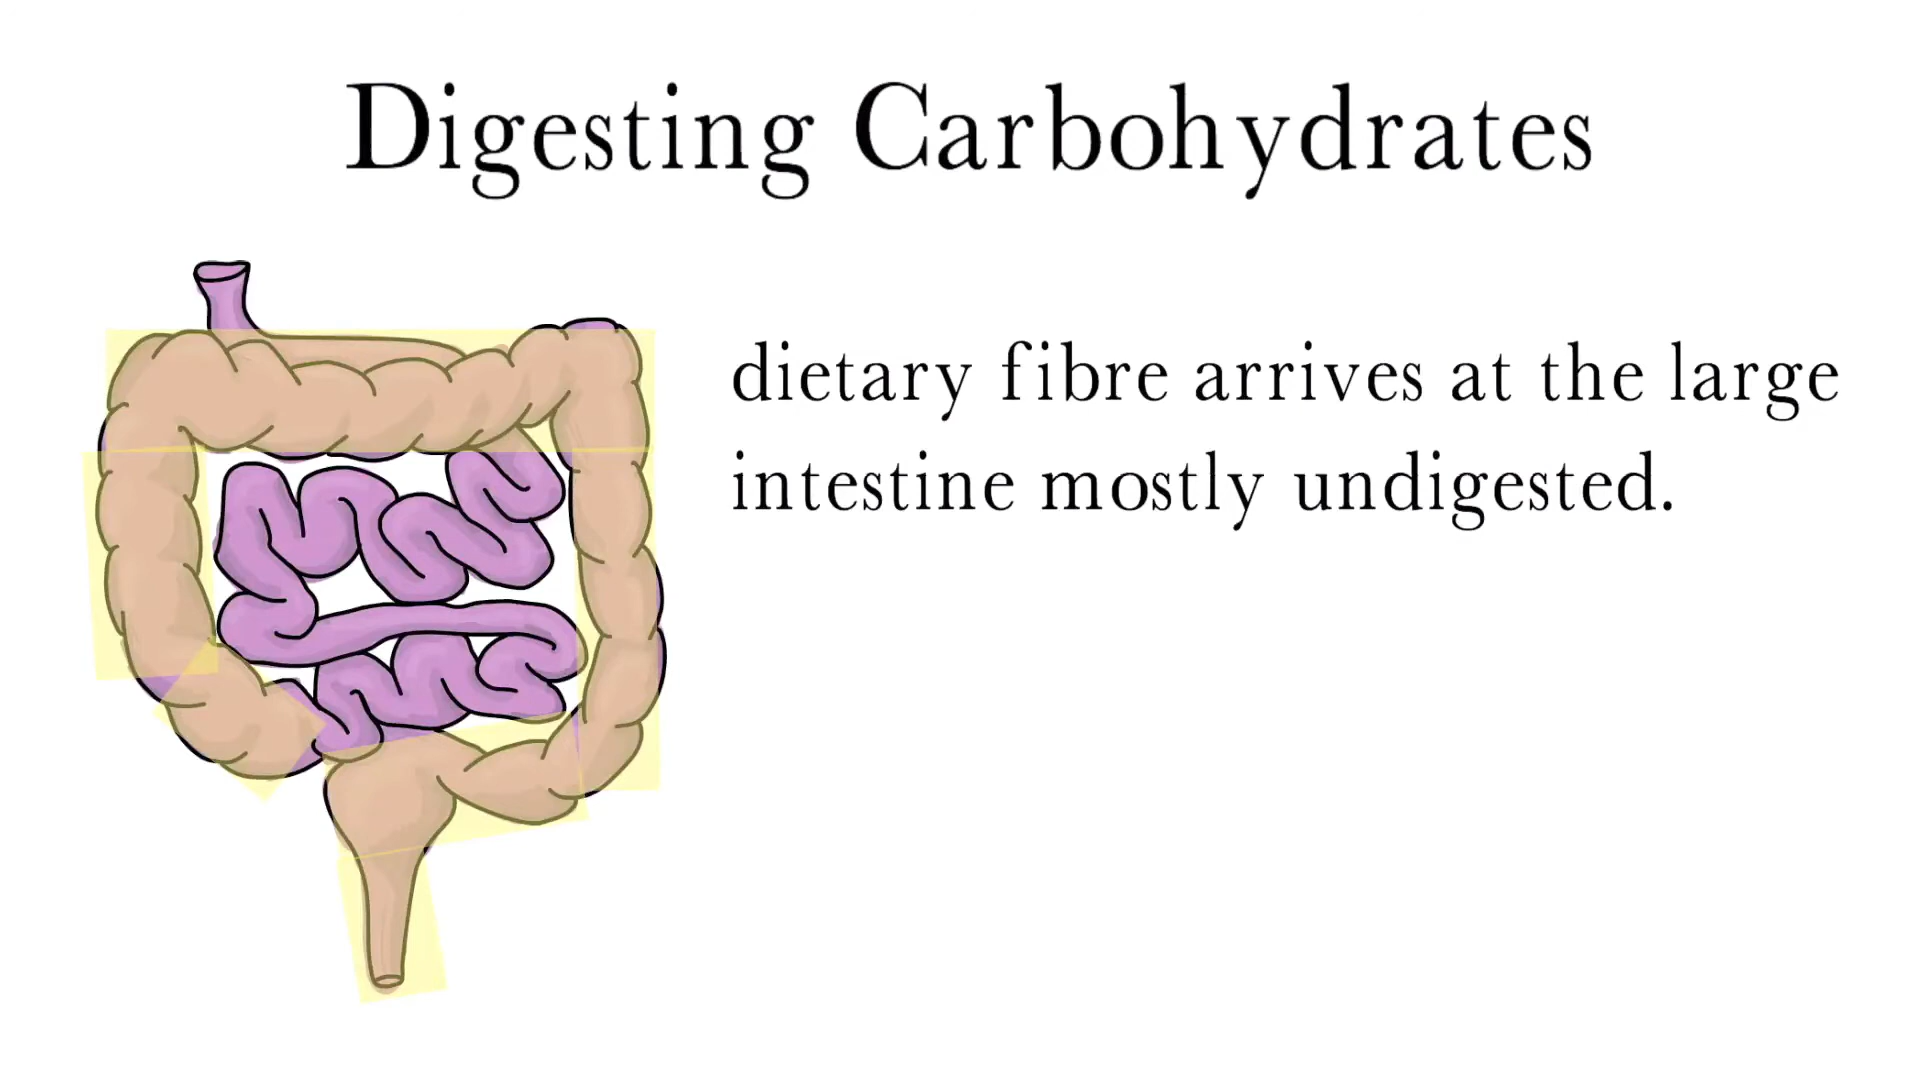 Digesting Carbohydrates
dietary fibre arrives at the large
intestine mostly undigested.